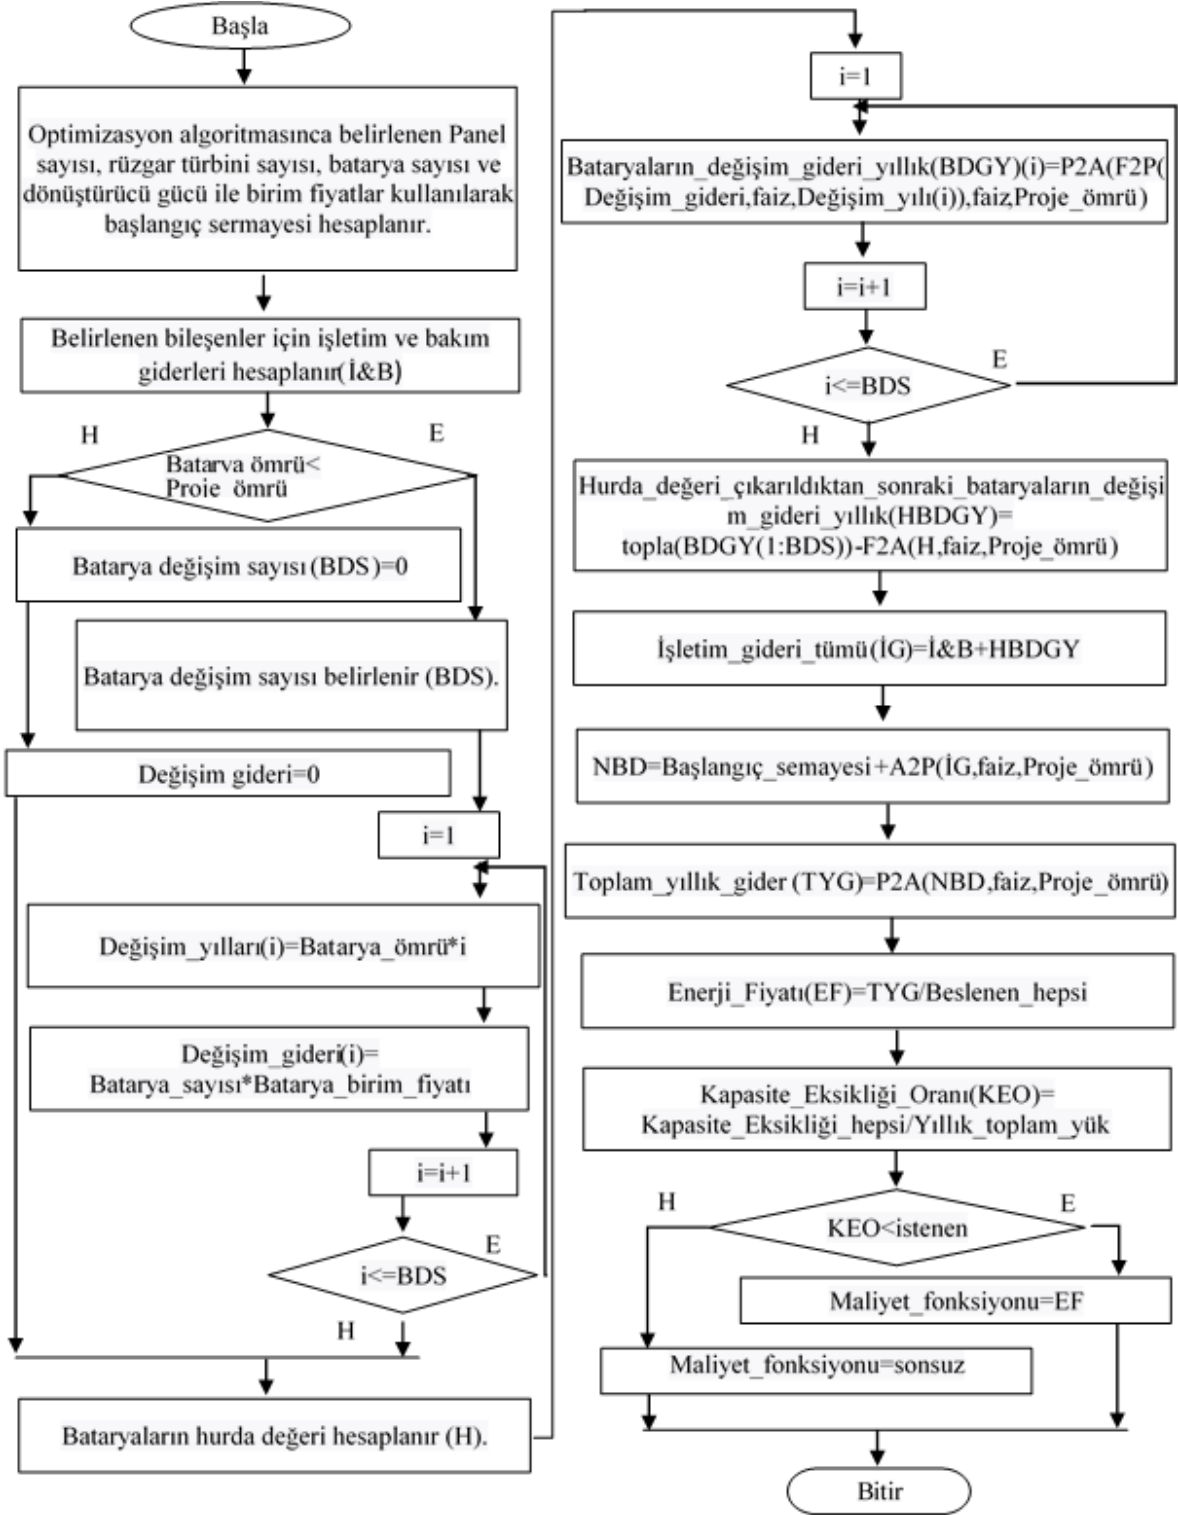 Başla
Optimizasyon algoritmasınca belirlenen Panel
sayısı, rüzgar türbini sayısı, batarya sayısı ve
dönüştürücü gücü ile birim fiyatlar kullanılarak
başlangıç sermayesi hesaplanır.
Belirlenen bileşenler için işletim ve bakım
giderleri hesaplanır(İ&B)
H
E
Batarva ömrü<
Proie_ömrü
Batarya değişim sayısı (BDS)=0
Batarya değişim sayısı belirlenir (BDS).
Değişim gideri=0
i=1
Değişim_yılları(i)=Batarya_ömrü*i
Değişim_gideri(i)=
Batarya_sayısı*Batarya_birim_fiyatı
i=i+1
E
i<=BDS
H
Bataryaların hurda değeri hesaplanır (H).
i=1
Bataryaların_değişim_gideri_yıllık(BDGY)(i)=P2A(F2P(
Değişim_gideri,faiz,Değişim_yılı(i)),faiz,Proje_ömrü)
i=i+1
E
i<=BDS
H
Hurda_değeri_çıkarıldıktan_sonraki_bataryaların_değişi
m_gideri_yıllık(HBDGY)=
topla(BDGY(1:BDS))-F2A(H,faiz,Proje_ömrü)
İşletim_gideri_tümü(İG)=İ&B+HBDGY
NBD=Başlangıç_semayesi+A2P(İG,faiz,Proje_ömrü)
Toplam_yıllık_gider (TYG)=P2A(NBD,faiz,Proje_ömrü)
Enerji_Fiyatı(EF)=TYG/Beslenen_hepsi
Kapasite_Eksikliği_Oranı(KEO)=
Kapasite_Eksikliği_hepsi/Yıllık_toplam_yük
H
E
KEO<istenen
Maliyet_fonksiyonu=EF
Maliyet_fonksiyonu=sonsuz
Bitir